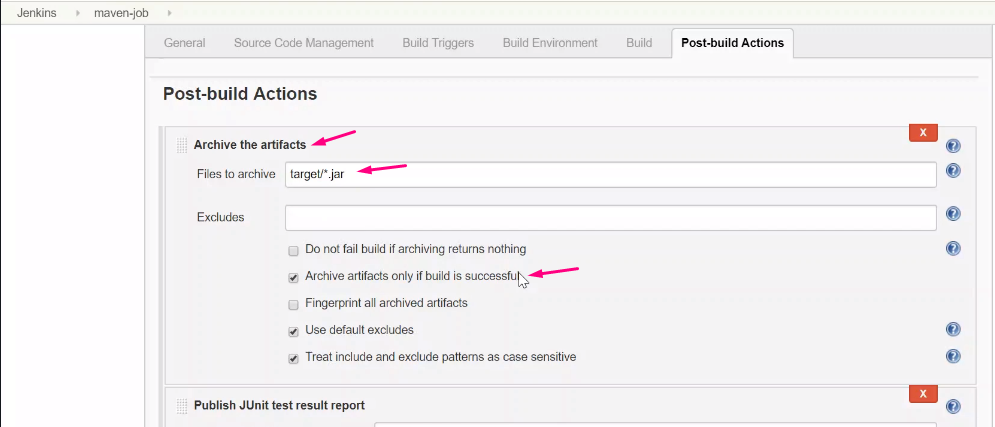 Jenkins maven-job
General Source Code Management Build Triggers Build Environment Build Post-build Actions
Post-build Actions
X
Archive the artifacts
?
Files to archive target/*.jar ?
Excludes ?
Do not fail build if archiving returns nothing ?
Archive artifacts only if build is successful
Fingerprint all archived artifacts
Use default excludes ?
Treat include and exclude patterns as case sensitive ?
X
Publish JUnit test result report ?